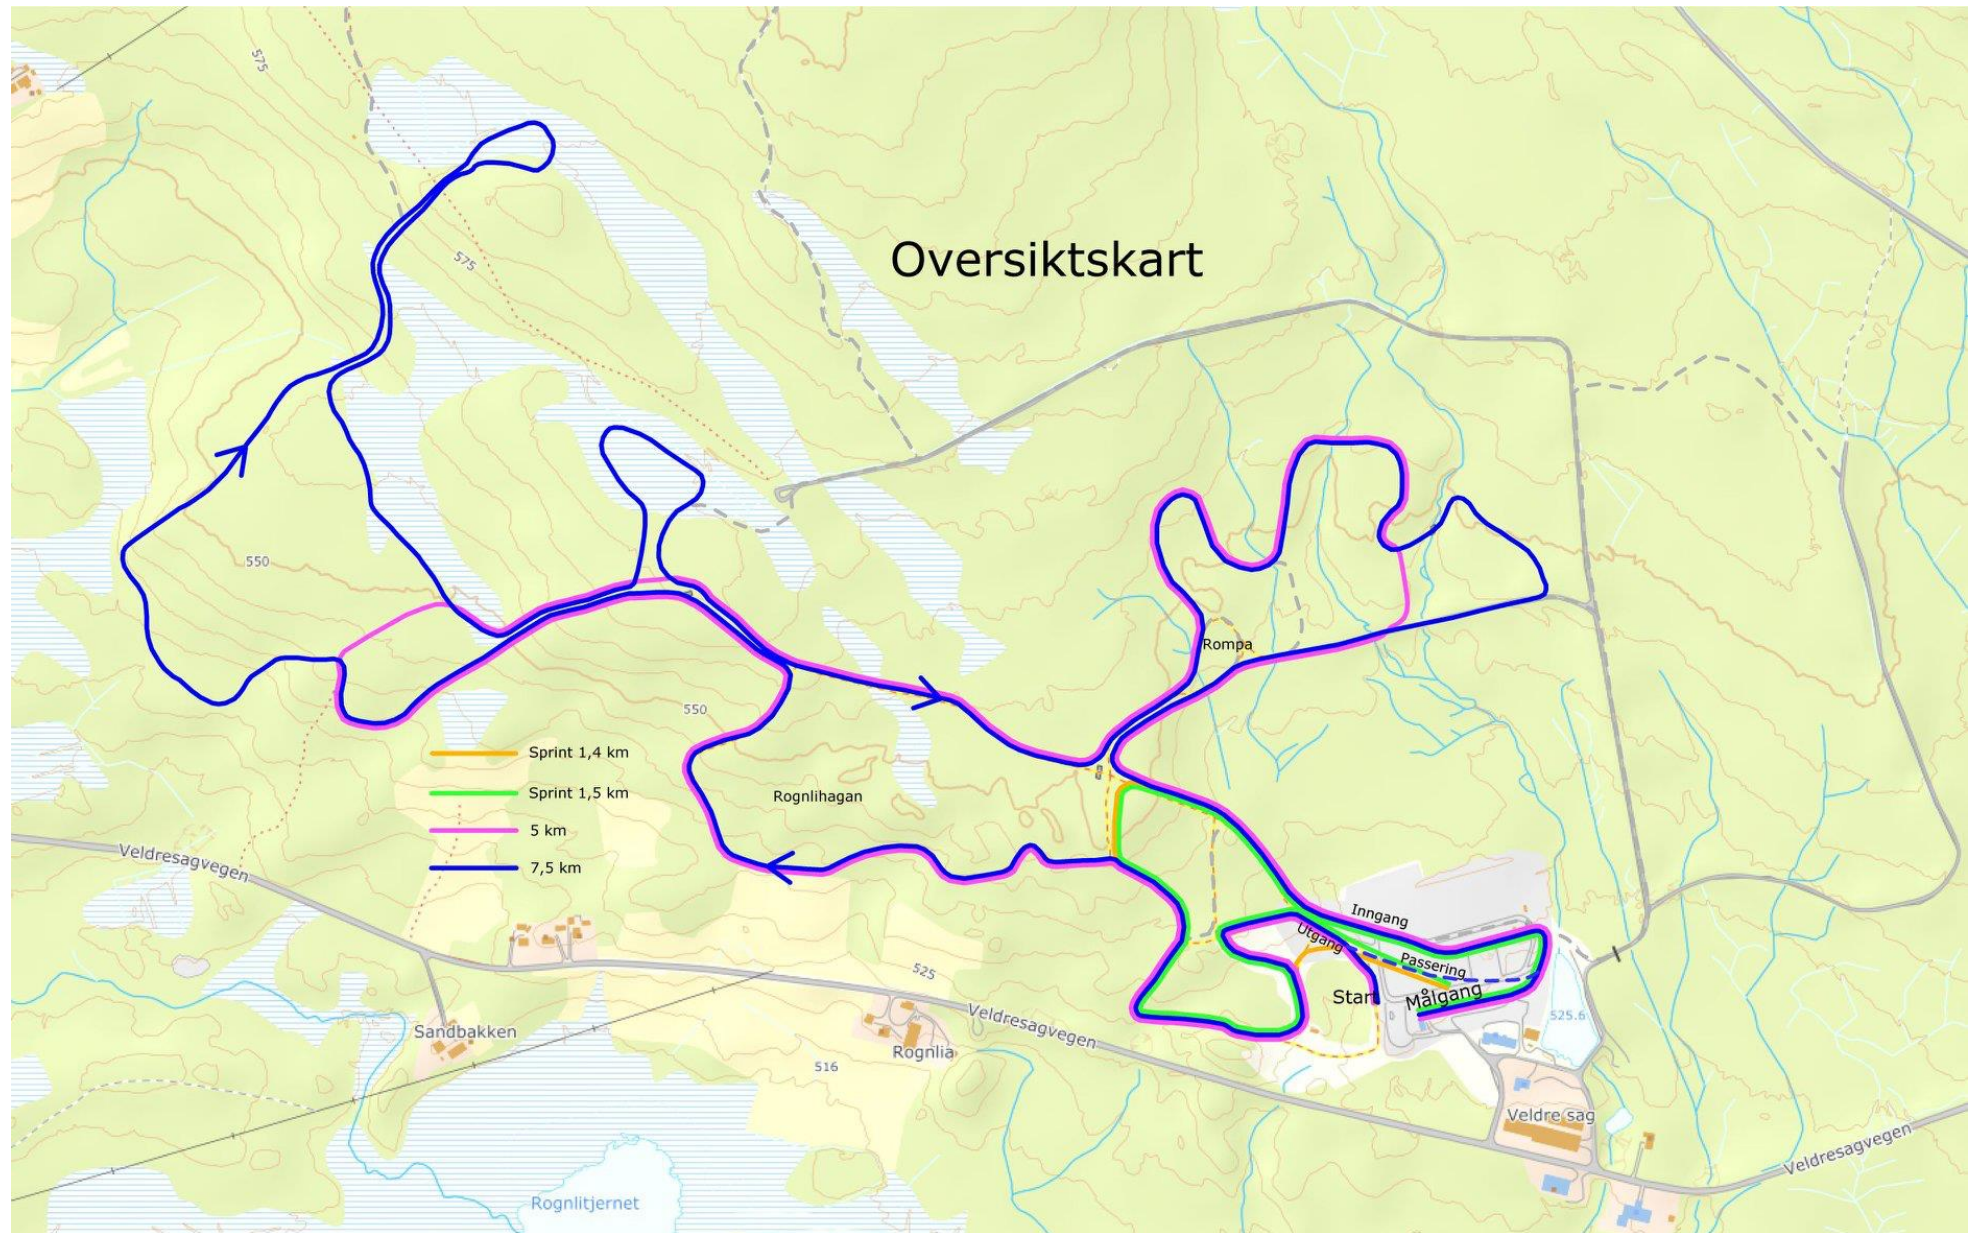 575
575
Oversiktskart
550
Rompa
550
Sprint 1,4 km
Sprint 1,5 km
Rognlihagan
5 km
7,5 km
Veldresagvegen
Inngang
Utgang
Passering
Start
Målgang
525
Veldresagvegen
525.6
Sandbakken
Rognlia
516
Veldre sag
Veldresagvegen
Rognlitjernet